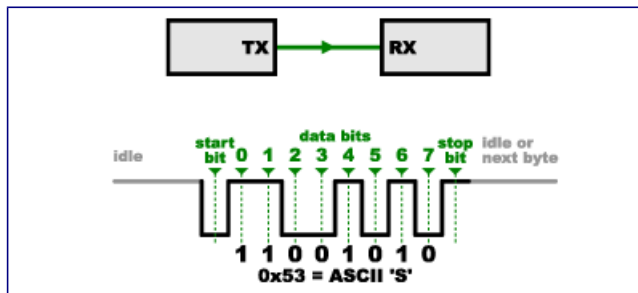 TX RX
data bits
start bit 0 1 2 3 4 5 6 7 stop bit
idle
idle or next byte
1 1 0 0 1 0 1 0
0x53 = ASCII 'S'